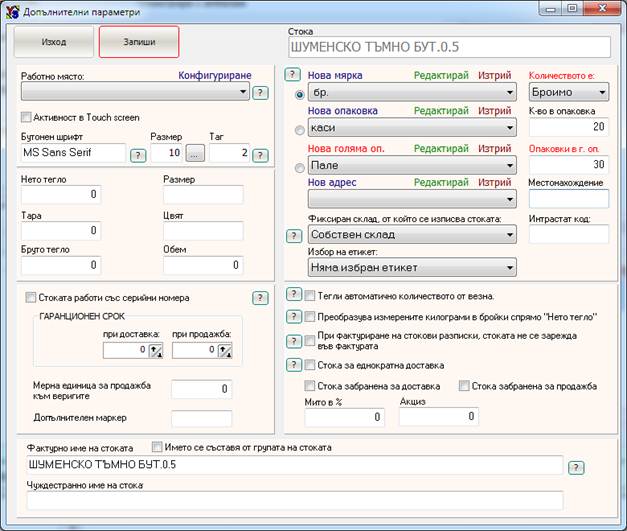 Допълнителни параметри
Изход
Запиши
Стока
ШУМЕНСКО ТЪМНО БУТ.0.5
Работно място:
Конфигуриране
?
Активност в Touch screen
Бутонен шрифт
Размер
Таг
MS Sans Serif
?
10
...
2
?
Нето тегло
Размер
0
Тара
Цвят
0
Бруто тегло
Обем
0
0
?
Нова мярка
Редактирай
Изтрий
Количеството е:
бр.
Броимо
Нова опаковка
Редактирай
Изтрий
К-во в опаковка
каси
20
Нова голяма оп.
Редактирай
Изтрий
Опаковки в г. оп.
Пале
30
Нов адрес
Редактирай
Изтрий
Местонахождение
Фиксиран склад, от който се изписва стоката:
Интрастат код:
?
Собствен склад
Избор на етикет:
Няма избран етикет
Стоката работи със серийни номера
?
ГАРАНЦИОНЕН СРОК
при доставка:
при продажба:
0
0
Мерна единица за продажба
към веригите
0
Допълнителен маркер
?
Тегли автоматично количеството от везна.
?
Преобразува измерените килограми в бройки спрямо "Нето тегло"
?
При фактуриране на стокови разписки, стоката не се зарежда
във фактурата
?
Стока за еднократна доставка
Стока забранена за доставка
Стока забранена за продажба
Мито в %
Акциз
0
0
Фактурно име на стоката
Името се съставя от групата на стоката
ШУМЕНСКО ТЪМНО БУТ.0.5
?
Чуждестранно име на стока: